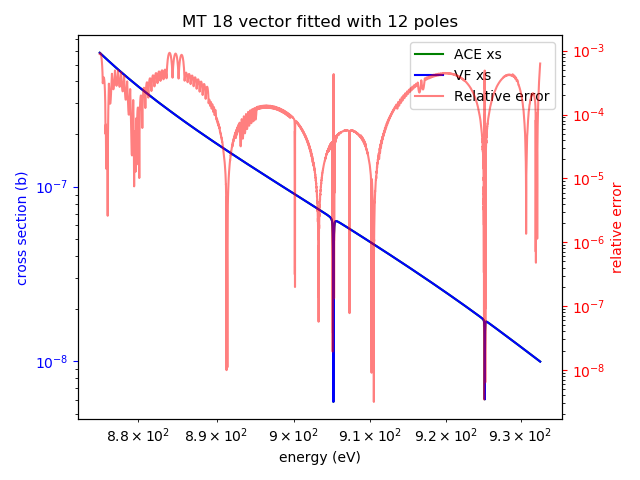 MT 18 vector fitted with 12 poles
ACE xs
VF xs
Relative error
10⁻⁷
10⁻⁸
cross section (b)
10⁻³
10⁻⁴
10⁻⁵
10⁻⁶
10⁻⁷
10⁻⁸
relative error
8.8 × 10² 8.9 × 10² 9 × 10² 9.1 × 10² 9.2 × 10² 9.3 × 10²
energy (eV)